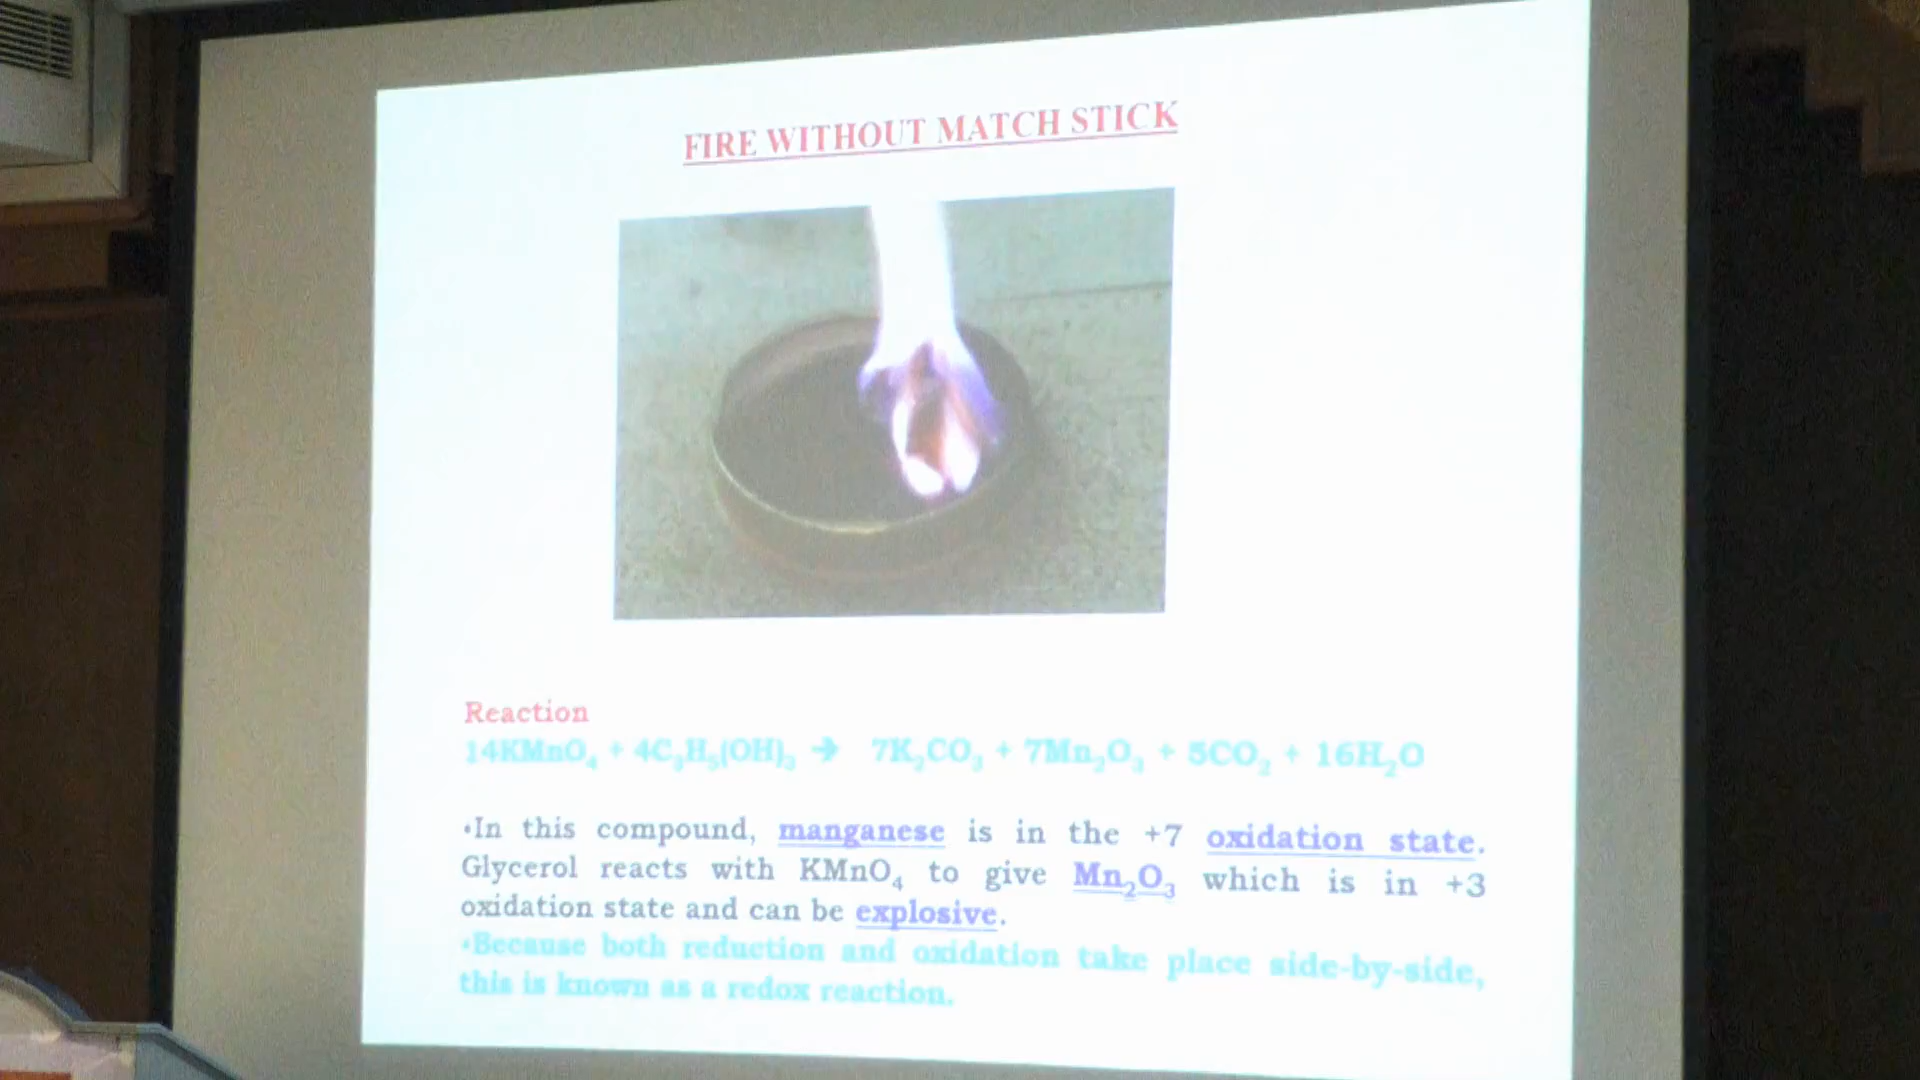 FIRE WITHOUT MATCH STICK
Reaction
14KMnO₄ + 4C₃H₅(OH)₃ → 7K₂CO₃ + 7Mn₂O₃ + 5CO₂ + 16H₂O
•In this compound, manganese is in the +7 oxidation state.
Glycerol reacts with KMnO₄ to give Mn₂O₃ which is in +3
oxidation state and can be explosive.
•Because both reduction and oxidation take place side-by-side,
this is known as a redox reaction.